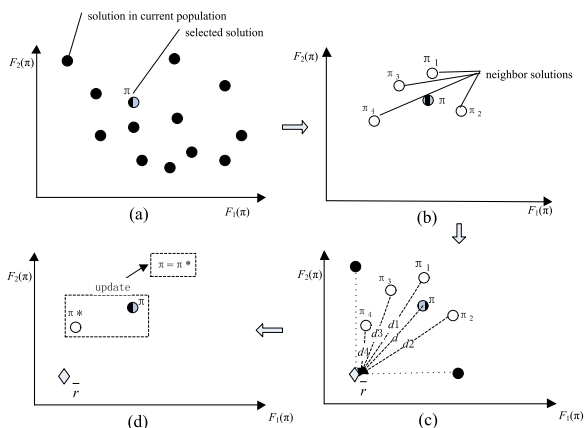 solution in current population
selected solution
F₂(π)
π
F₁(π)
(a)
F₂(π)
π₁
π₃
neighbor solutions
π
π₂
π₄
F₁(π)
(b)
F₂(π)
π = π*
update
π
π*
r̅
F₁(π)
(d)
F₂(π)
π₁
π₃
π
π₂
π₄
d1
d3
d
d2
d4
r̅
F₁(π)
(c)